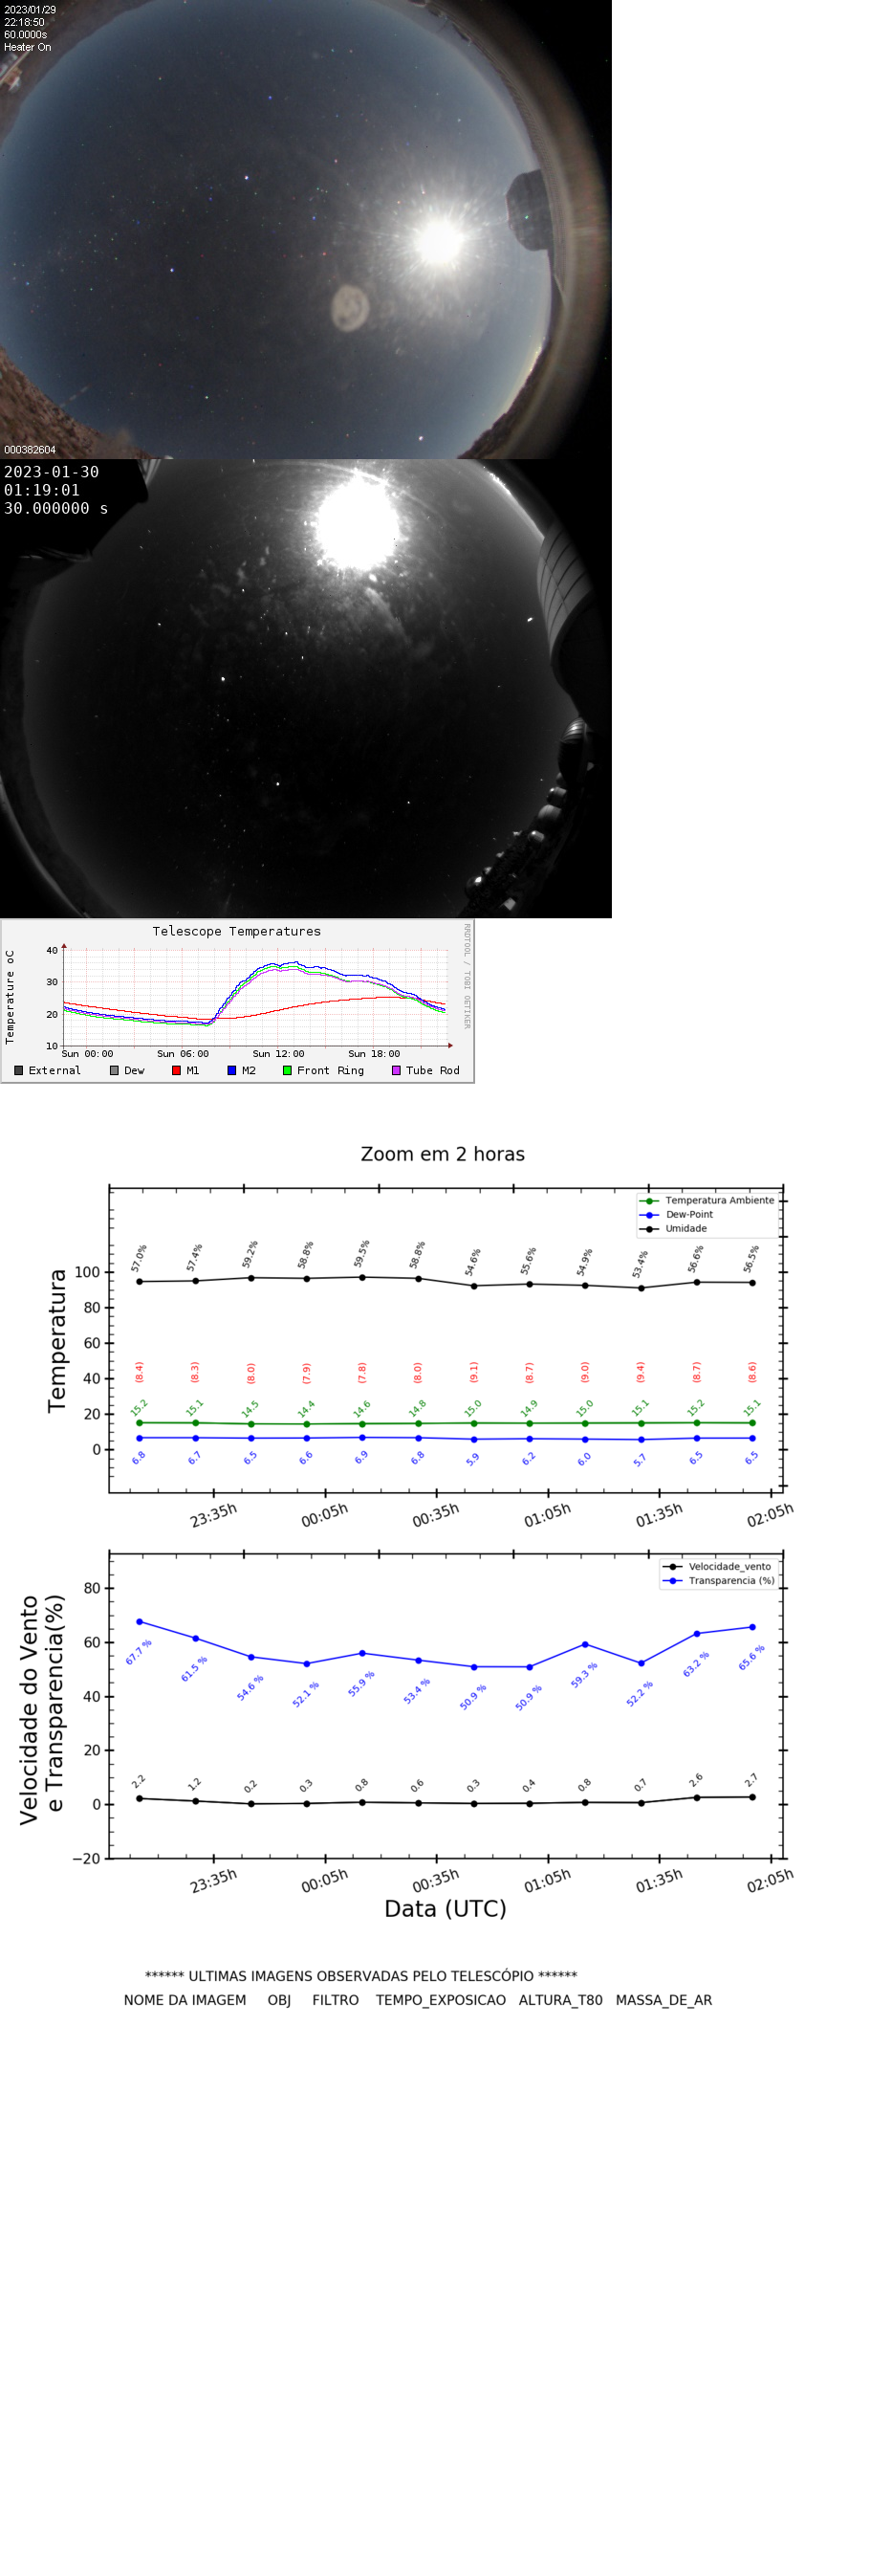 2023/01/29
22:18:50
60.0000s
Heater On
000382604
2023-01-30
01:19:01
30.000000 s
Telescope Temperatures
RRDTOOL / TOBI OETIKER
Temperature oC
40
30
20
10
Sun 00:00 Sun 06:00 Sun 12:00 Sun 18:00
External Dew M1 M2 Front Ring Tube Rod
Zoom em 2 horas
Temperatura Ambiente
Dew-Point
Umidade
Temperatura
100
80
60
40
20
0
57.0% 57.4% 59.2% 58.8% 59.5% 58.8% 54.6% 55.6% 54.9% 53.4% 56.6% 56.5%
(8.4) (8.3) (8.0) (7.9) (7.8) (8.0) (9.1) (8.7) (9.0) (9.4) (8.7) (8.6)
15.2 15.1 14.5 14.4 14.6 14.8 15.0 14.9 15.0 15.1 15.2 15.1
6.8 6.7 6.5 6.6 6.9 6.8 5.9 6.2 6.0 5.7 6.5 6.5
23:35h 00:05h 00:35h 01:05h 01:35h 02:05h
Velocidade_vento
Transparencia (%)
Velocidade do Vento
e Transparencia(%)
80
60
40
20
0
−20
67.7 % 61.5 % 54.6 % 52.1 % 55.9 % 53.4 % 50.9 % 50.9 % 59.3 % 52.2 % 63.2 % 65.6 %
2.2 1.2 0.2 0.3 0.8 0.6 0.3 0.4 0.8 0.7 2.6 2.7
23:35h 00:05h 00:35h 01:05h 01:35h 02:05h
Data (UTC)
****** ULTIMAS IMAGENS OBSERVADAS PELO TELESCÓPIO ******
NOME DA IMAGEM OBJ FILTRO TEMPO_EXPOSICAO ALTURA_T80 MASSA_DE_AR